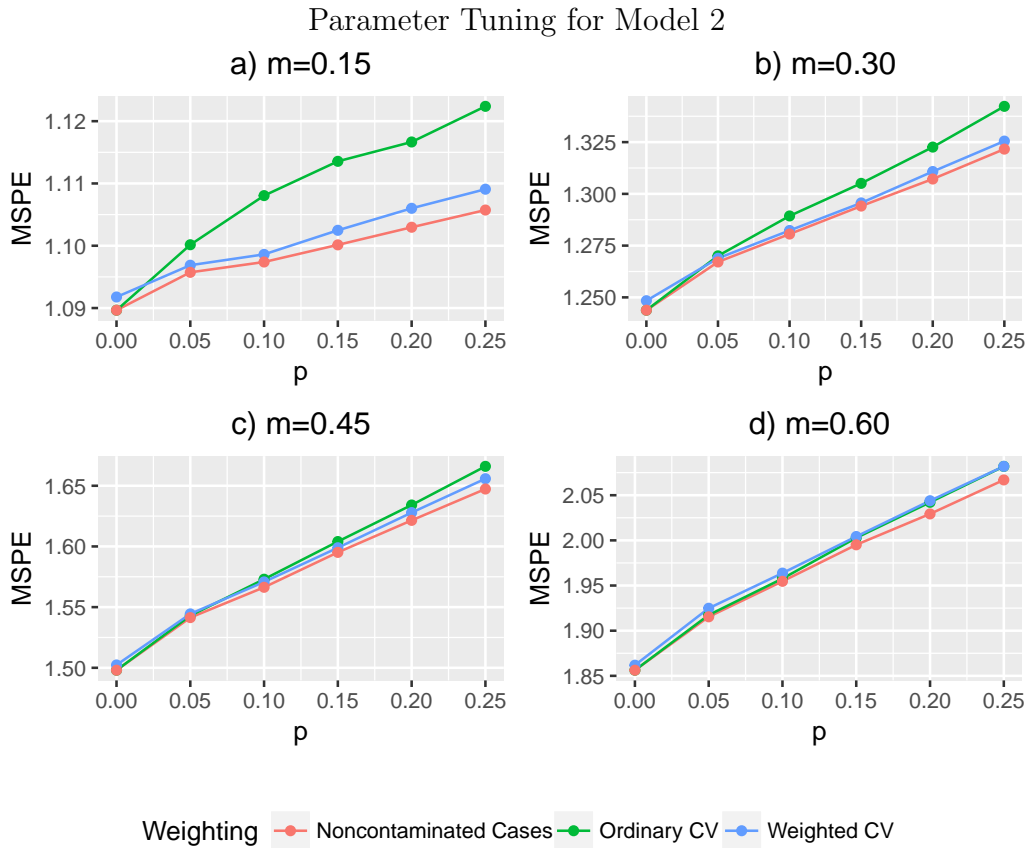 Parameter Tuning for Model 2
a) m=0.15
MSPE
1.12
1.11
1.10
1.09
0.00 0.05 0.10 0.15 0.20 0.25
p
b) m=0.30
MSPE
1.325
1.300
1.275
1.250
0.00 0.05 0.10 0.15 0.20 0.25
p
c) m=0.45
MSPE
1.65
1.60
1.55
1.50
0.00 0.05 0.10 0.15 0.20 0.25
p
d) m=0.60
MSPE
2.05
2.00
1.95
1.90
1.85
0.00 0.05 0.10 0.15 0.20 0.25
p
Weighting Noncontaminated Cases Ordinary CV Weighted CV